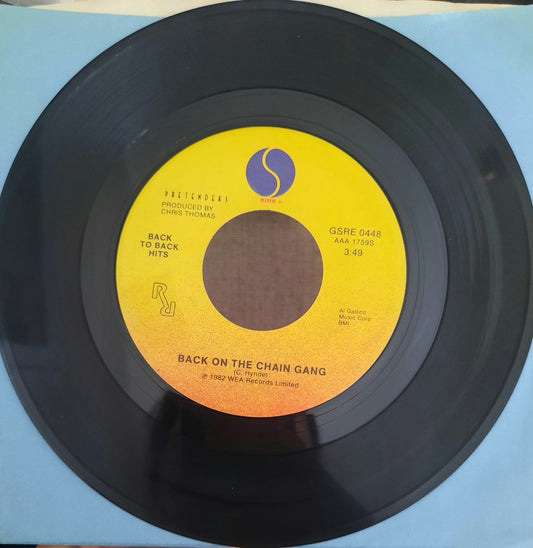 sire
PRETENDERS
PRODUCED BY
CHRIS THOMAS
BACK
TO BACK
HITS
GSRE 0448
AAA 1759S
3:49
Al Gallico
Music Corp.
BMI
BACK ON THE CHAIN GANG
(C. Hynde)
℗ 1982 WEA Records Limited